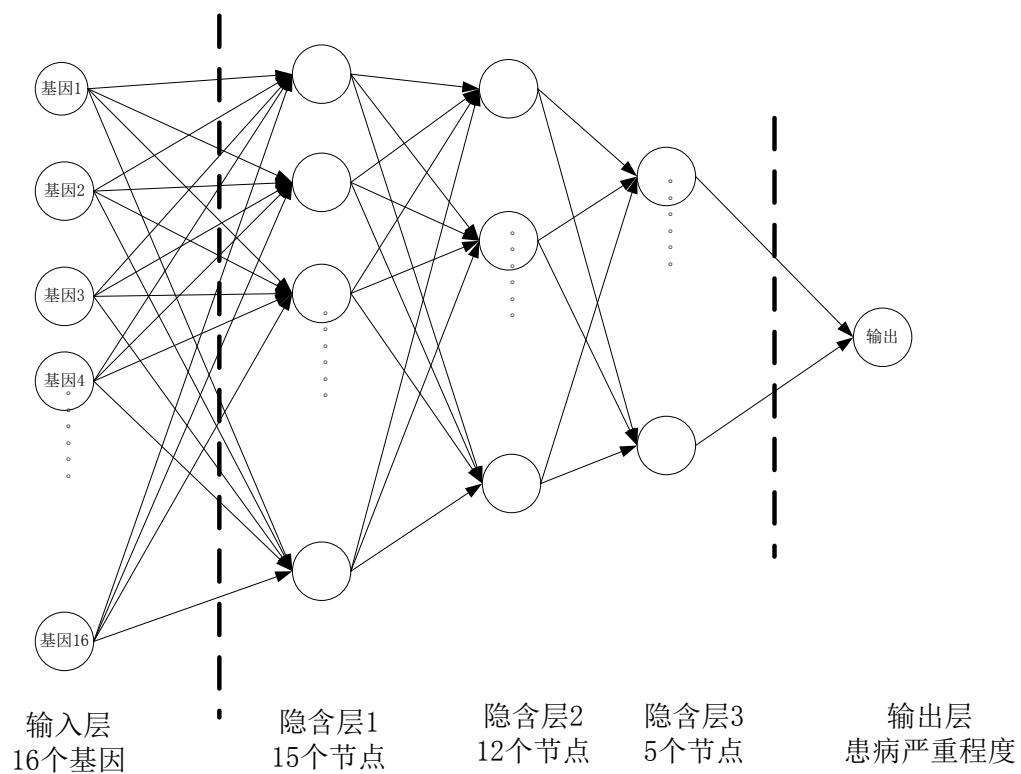 基因1
基因2
基因3
基因4
基因16
输出
输入层
16个基因
隐含层1
15个节点
隐含层2
12个节点
隐含层3
5个节点
输出层
患病严重程度